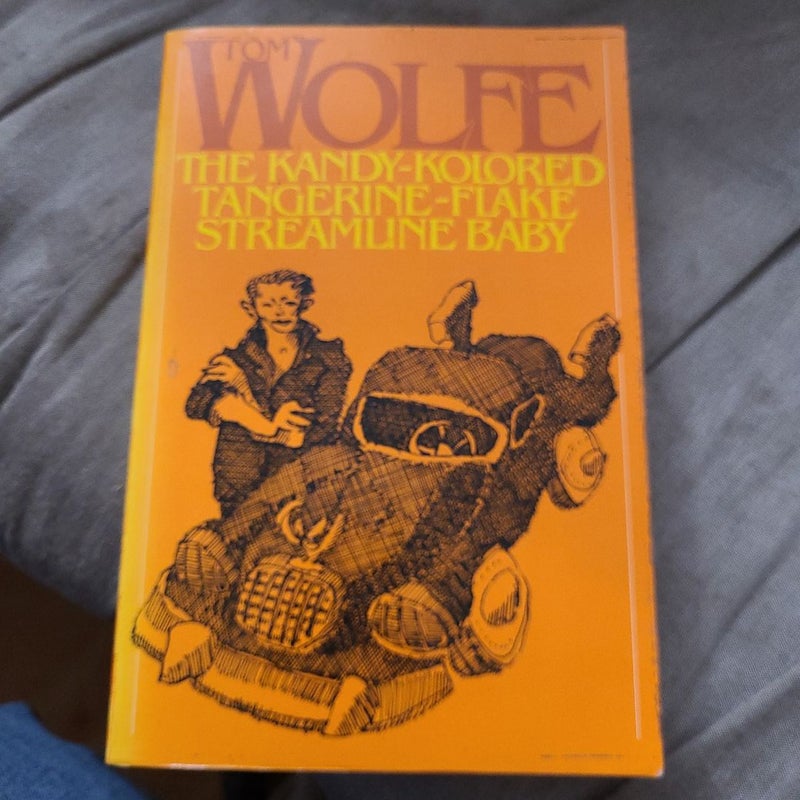 TOM
WOLFE
THE KANDY-KOLORED
TANGERINE-FLAKE
STREAMLINE BABY